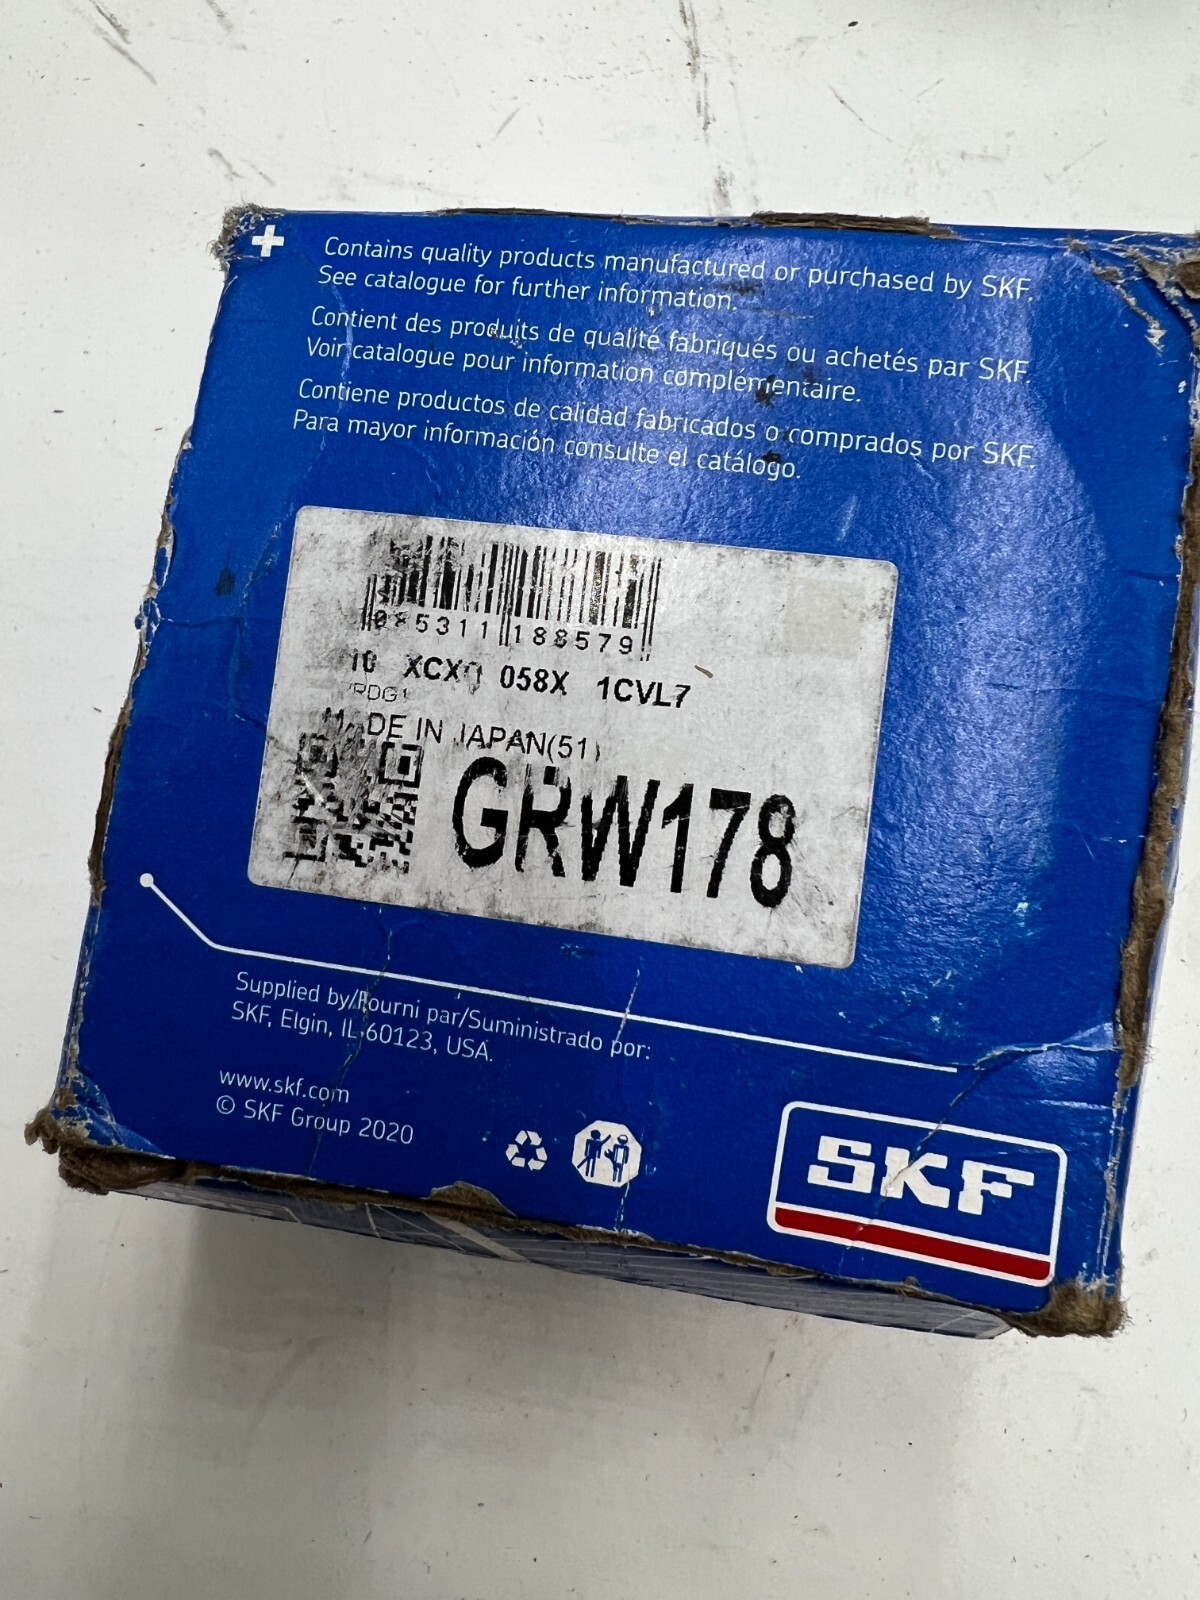 Contains quality products manufactured or purchased by SKF.
See catalogue for further information.
Contient des produits de qualité fabriqués ou achetés par SKF.
Voir catalogue pour information complémentaire.
Contiene productos de calidad fabricados o comprados por SKF.
Para mayor información consulte el catálogo.
085311 188579
058X 1CVL7
MADE IN JAPAN(51)
GRW178
Supplied by/Fourni par/Suministrado por:
SKF, Elgin, IL 60123, USA.
www.skf.com
© SKF Group 2020
SKF